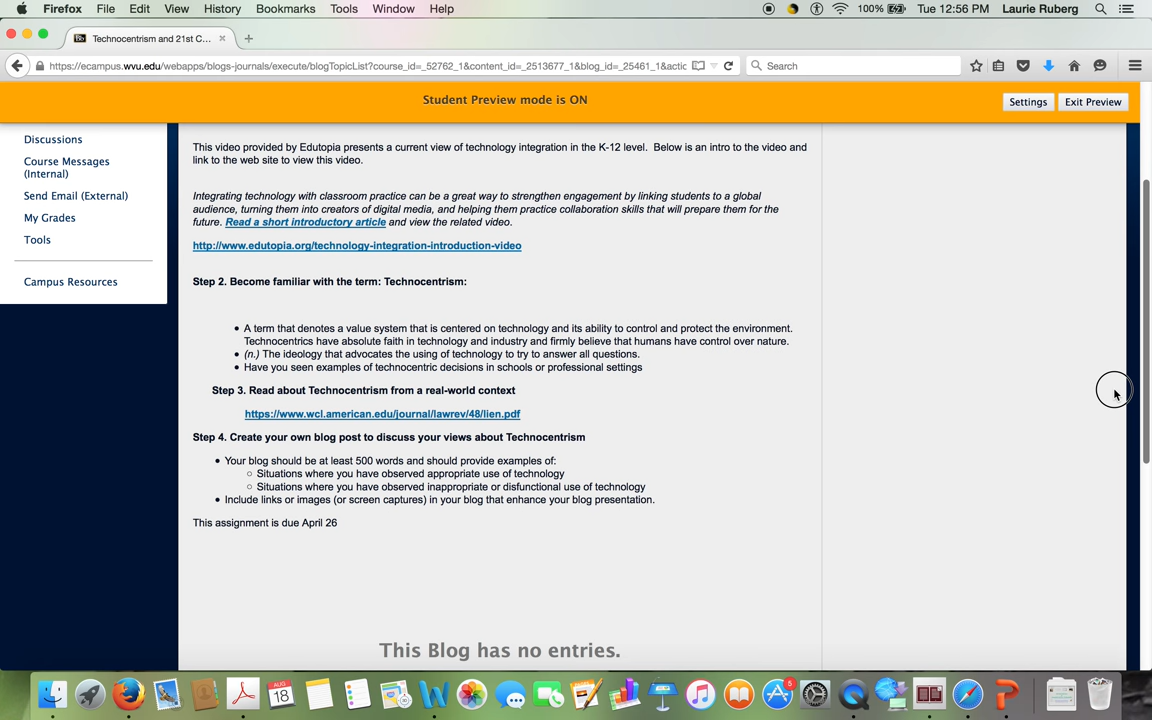 Firefox File Edit View History Bookmarks Tools Window Help 100% Tue 12:56 PM Laurie Ruberg
Technocentrism and 21st C...
https://ecampus.wvu.edu/webapps/blogs-journals/execute/blogTopicList?course_id=_52762_1&content_id=_2513677_1&blog_id=_25461_1&actic Search
Student Preview mode is ON Settings Exit Preview
Discussions
Course Messages
(Internal)
Send Email (External)
My Grades
Tools
Campus Resources
This video provided by Edutopia presents a current view of technology integration in the K-12 level. Below is an intro to the video and
link to the web site to view this video.
Integrating technology with classroom practice can be a great way to strengthen engagement by linking students to a global
audience, turning them into creators of digital media, and helping them practice collaboration skills that will prepare them for the
future. Read a short introductory article and view the related video.
http://www.edutopia.org/technology-integration-introduction-video
Step 2. Become familiar with the term: Technocentrism:
• A term that denotes a value system that is centered on technology and its ability to control and protect the environment.
Technocentrics have absolute faith in technology and industry and firmly believe that humans have control over nature.
• (n.) The ideology that advocates the using of technology to try to answer all questions.
• Have you seen examples of technocentric decisions in schools or professional settings
Step 3. Read about Technocentrism from a real-world context
https://www.wcl.american.edu/journal/lawrev/48/lien.pdf
Step 4. Create your own blog post to discuss your views about Technocentrism
• Your blog should be at least 500 words and should provide examples of:
○ Situations where you have observed appropriate use of technology
○ Situations where you have observed inappropriate or disfunctional use of technology
• Include links or images (or screen captures) in your blog that enhance your blog presentation.
This assignment is due April 26
This Blog has no entries.
AUG
18
5